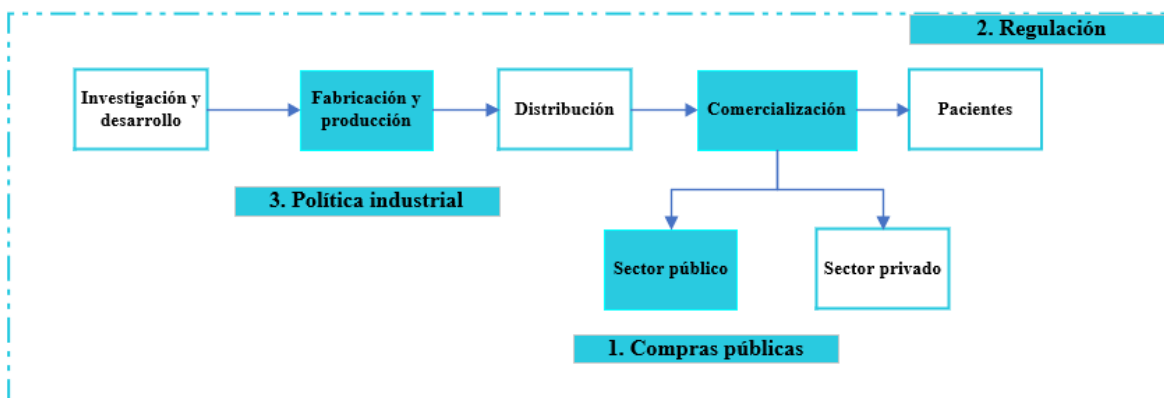 2. Regulación
Investigación y
desarrollo
Fabricación y
producción
Distribución
Comercialización
Pacientes
3. Política industrial
Sector público
Sector privado
1. Compras públicas